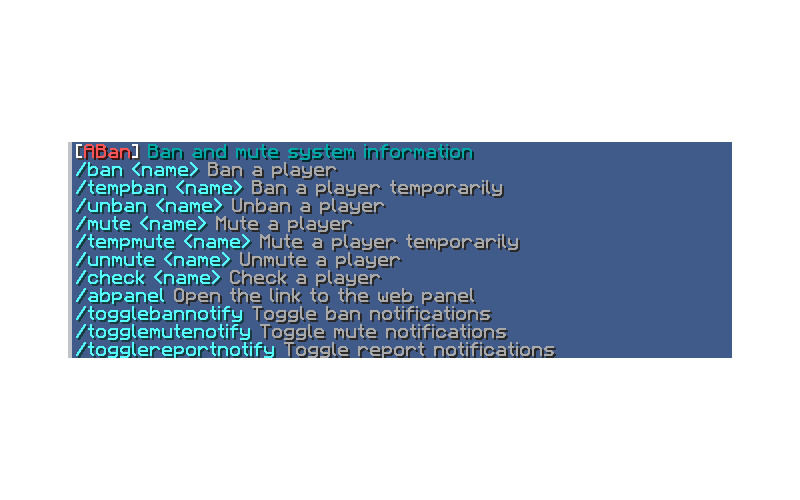 [ABan] Ban and mute system information
/ban <name> Ban a player
/tempban <name> Ban a player temporarily
/unban <name> Unban a player
/mute <name> Mute a player
/tempmute <name> Mute a player temporarily
/unmute <name> Unmute a player
/check <name> Check a player
/abpanel Open the link to the web panel
/togglebannotify Toggle ban notifications
/togglemutenotify Toggle mute notifications
/togglereportnotify Toggle report notifications